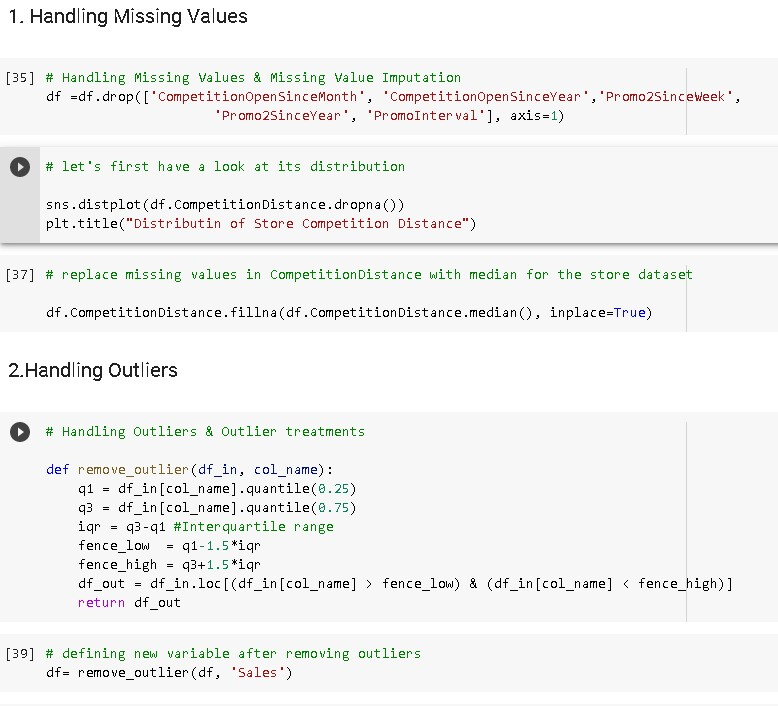 1. Handling Missing Values
[35] # Handling Missing Values & Missing Value Imputation
df =df.drop(['CompetitionOpenSinceMonth', 'CompetitionOpenSinceYear','Promo2SinceWeek',
'Promo2SinceYear', 'PromoInterval'], axis=1)
# let's first have a look at its distribution
sns.distplot(df.CompetitionDistance.dropna())
plt.title("Distributin of Store Competition Distance")
[37] # replace missing values in CompetitionDistance with median for the store dataset
df.CompetitionDistance.fillna(df.CompetitionDistance.median(), inplace=True)
2.Handling Outliers
# Handling Outliers & Outlier treatments
def remove_outlier(df_in, col_name):
q1 = df_in[col_name].quantile(0.25)
q3 = df_in[col_name].quantile(0.75)
iqr = q3-q1 #Interquartile range
fence_low  = q1-1.5*iqr
fence_high = q3+1.5*iqr
df_out = df_in.loc[(df_in[col_name] > fence_low) & (df_in[col_name] < fence_high)]
return df_out
[39] # defining new variable after removing outliers
df= remove_outlier(df, 'Sales')